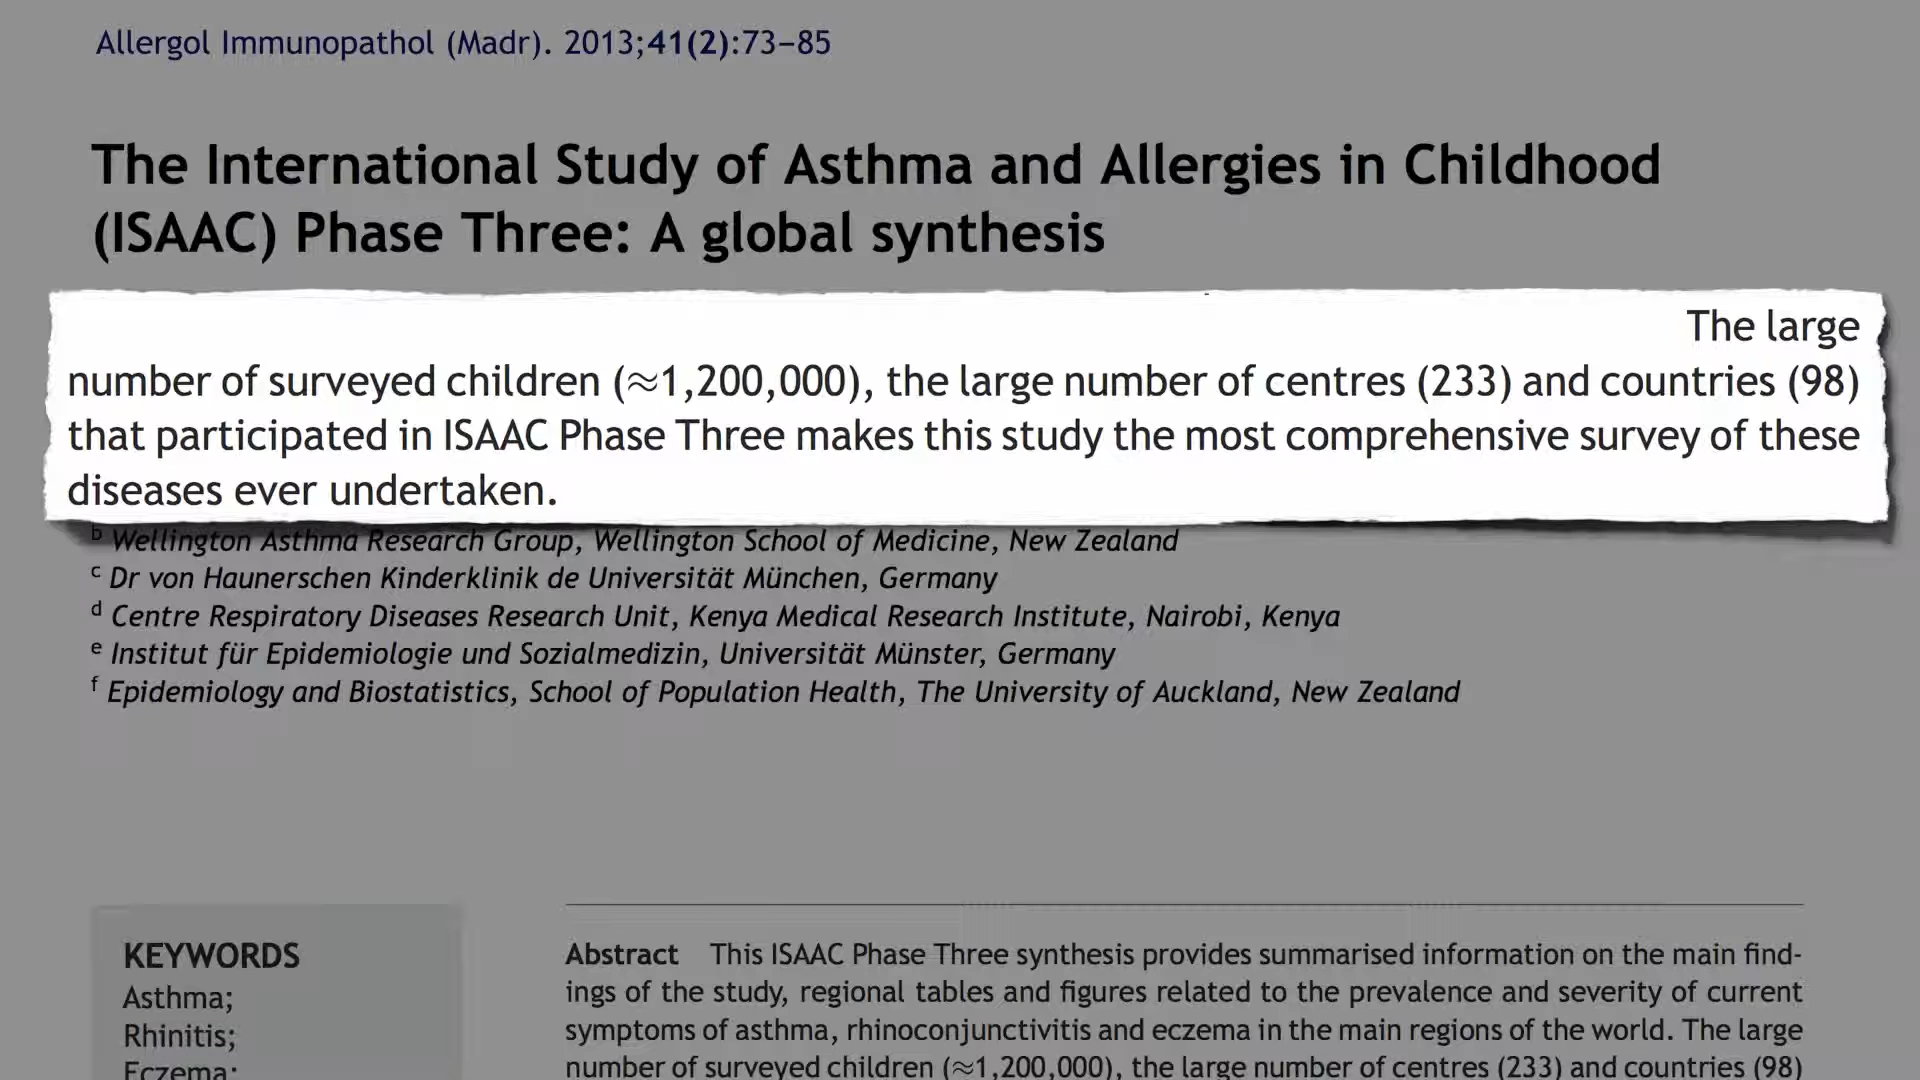 Allergol Immunopathol (Madr). 2013;41(2):73–85
The International Study of Asthma and Allergies in Childhood
(ISAAC) Phase Three: A global synthesis
The large
number of surveyed children (≈1,200,000), the large number of centres (233) and countries (98)
that participated in ISAAC Phase Three makes this study the most comprehensive survey of these
diseases ever undertaken.
b Wellington Asthma Research Group, Wellington School of Medicine, New Zealand
c Dr von Haunerschen Kinderklinik de Universität München, Germany
d Centre Respiratory Diseases Research Unit, Kenya Medical Research Institute, Nairobi, Kenya
e Institut für Epidemiologie und Sozialmedizin, Universität Münster, Germany
f Epidemiology and Biostatistics, School of Population Health, The University of Auckland, New Zealand
KEYWORDS
Asthma;
Rhinitis;
Eczema;
Abstract This ISAAC Phase Three synthesis provides summarised information on the main find-
ings of the study, regional tables and figures related to the prevalence and severity of current
symptoms of asthma, rhinoconjunctivitis and eczema in the main regions of the world. The large
number of surveyed children (≈1,200,000), the large number of centres (233) and countries (98)